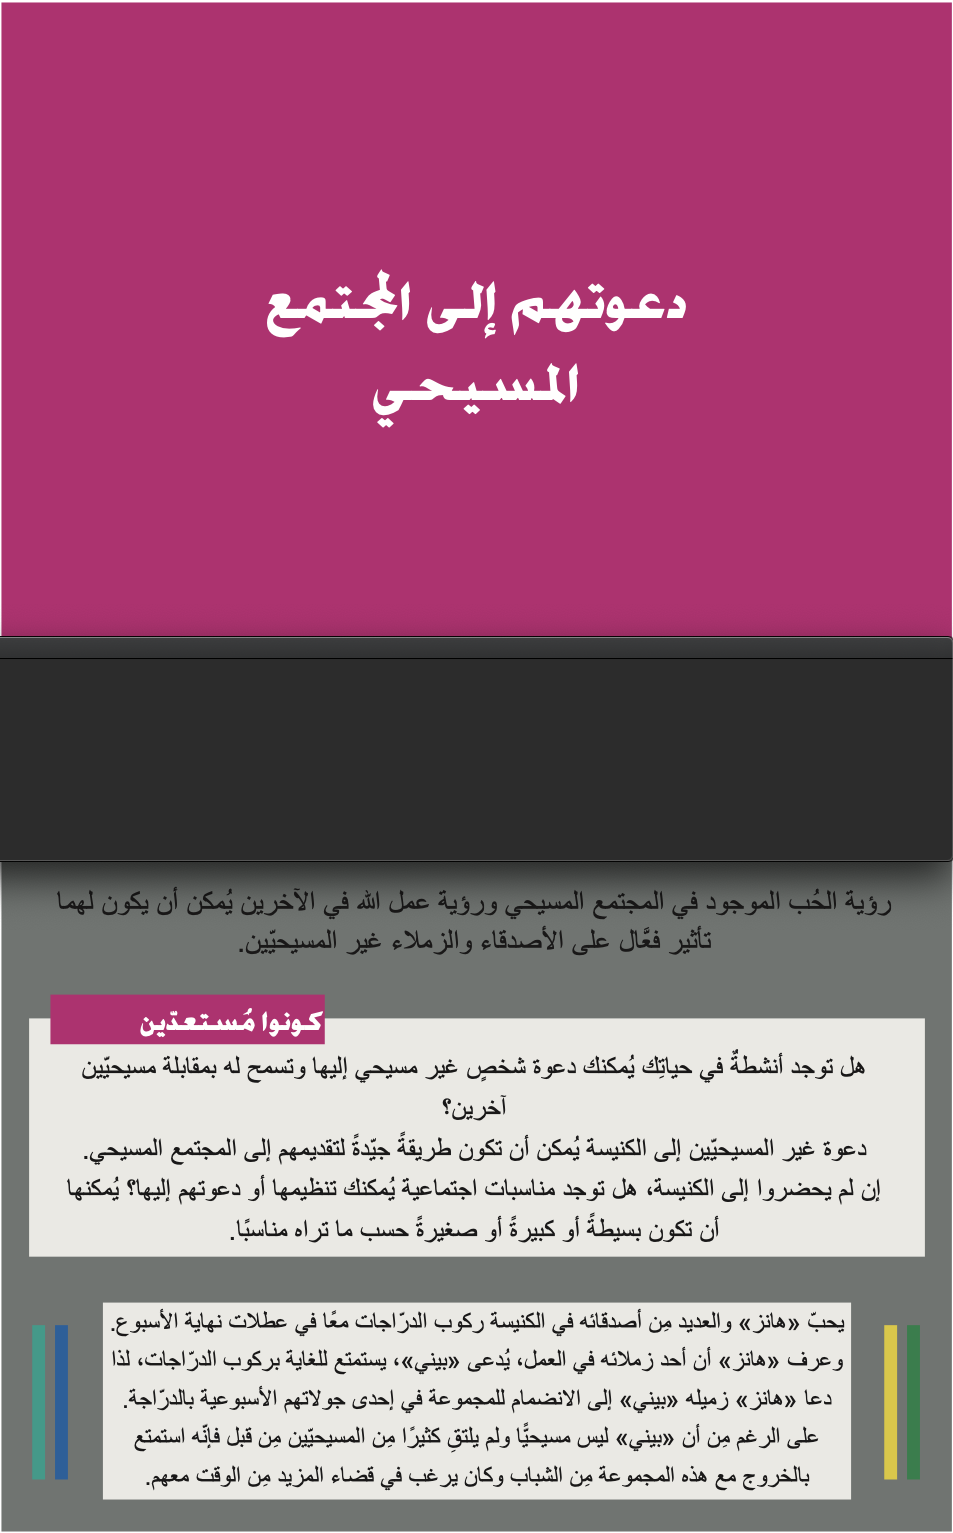 دعوتهم إلى المجتمع
المسيحي
رؤية الحُب الموجود في المجتمع المسيحي ورؤية عمل الله في الآخرين يُمكن أن يكون لهما
تأثير فعَّال على الأصدقاء والزملاء غير المسيحيّين.
كونوا مُستعدّين
هل توجد أنشطةٌ في حياتِك يُمكنك دعوة شخصٍ غير مسيحي إليها وتسمح له بمقابلة مسيحيّين
آخرين؟
دعوة غير المسيحيّين إلى الكنيسة يُمكن أن تكون طريقةً جيّدةً لتقديمهم إلى المجتمع المسيحي.
إن لم يحضروا إلى الكنيسة، هل توجد مناسبات اجتماعية يُمكنك تنظيمها أو دعوتهم إليها؟ يُمكنها
أن تكون بسيطةً أو كبيرةً أو صغيرةً حسب ما تراه مناسبًا.
يحبّ «هانز» والعديد مِن أصدقائه في الكنيسة ركوب الدرّاجات معًا في عطلات نهاية الأسبوع.
وعرف «هانز» أن أحد زملائه في العمل، يُدعى «بيني»، يستمتع للغاية بركوب الدرّاجات، لذا
دعا «هانز» زميله «بيني» إلى الانضمام للمجموعة في إحدى جولاتهم الأسبوعية بالدرّاجة.
على الرغم مِن أن «بيني» ليس مسيحيًّا ولم يلتقِ كثيرًا مِن المسيحيّين مِن قبل فإنّه استمتع
بالخروج مع هذه المجموعة مِن الشباب وكان يرغب في قضاء المزيد مِن الوقت معهم.